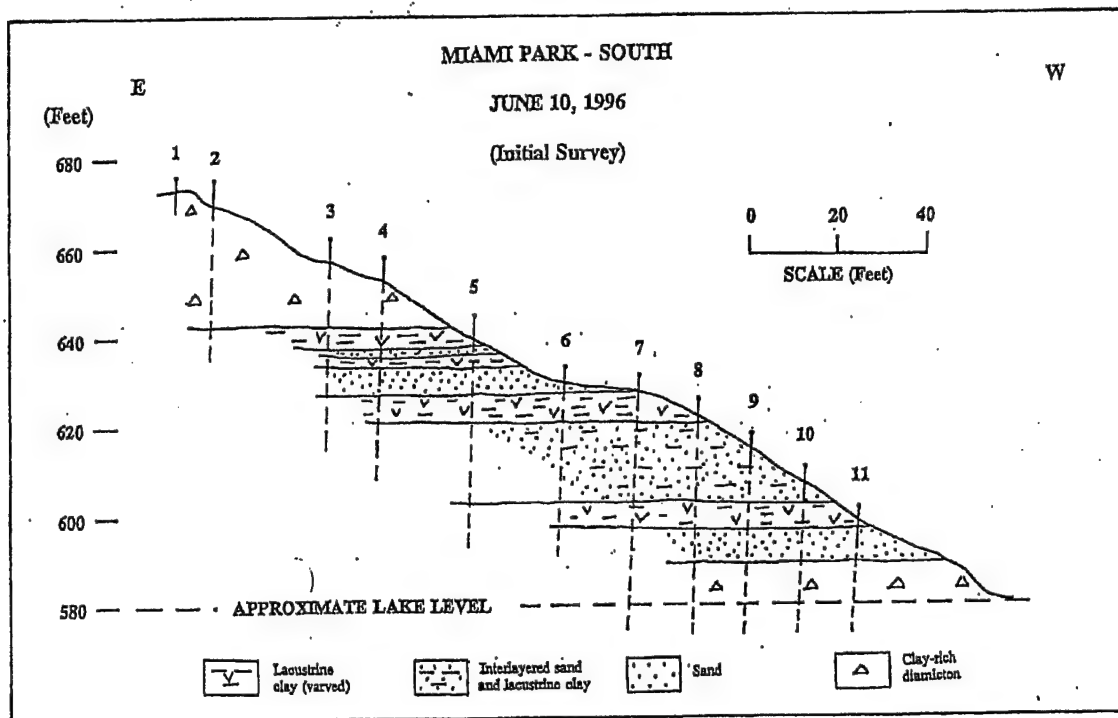 MIAMI PARK - SOUTH
E
W
JUNE 10, 1996
(Feet)
(Initial Survey)
680
1
2
3
4
5
6
7
8
9
10
11
0 20 40
SCALE (Feet)
660
640
620
600
580
APPROXIMATE LAKE LEVEL
Lacustrine
clay (varved)
Interlayered sand
and lacustrine clay
Sand
Clay-rich
diamicton